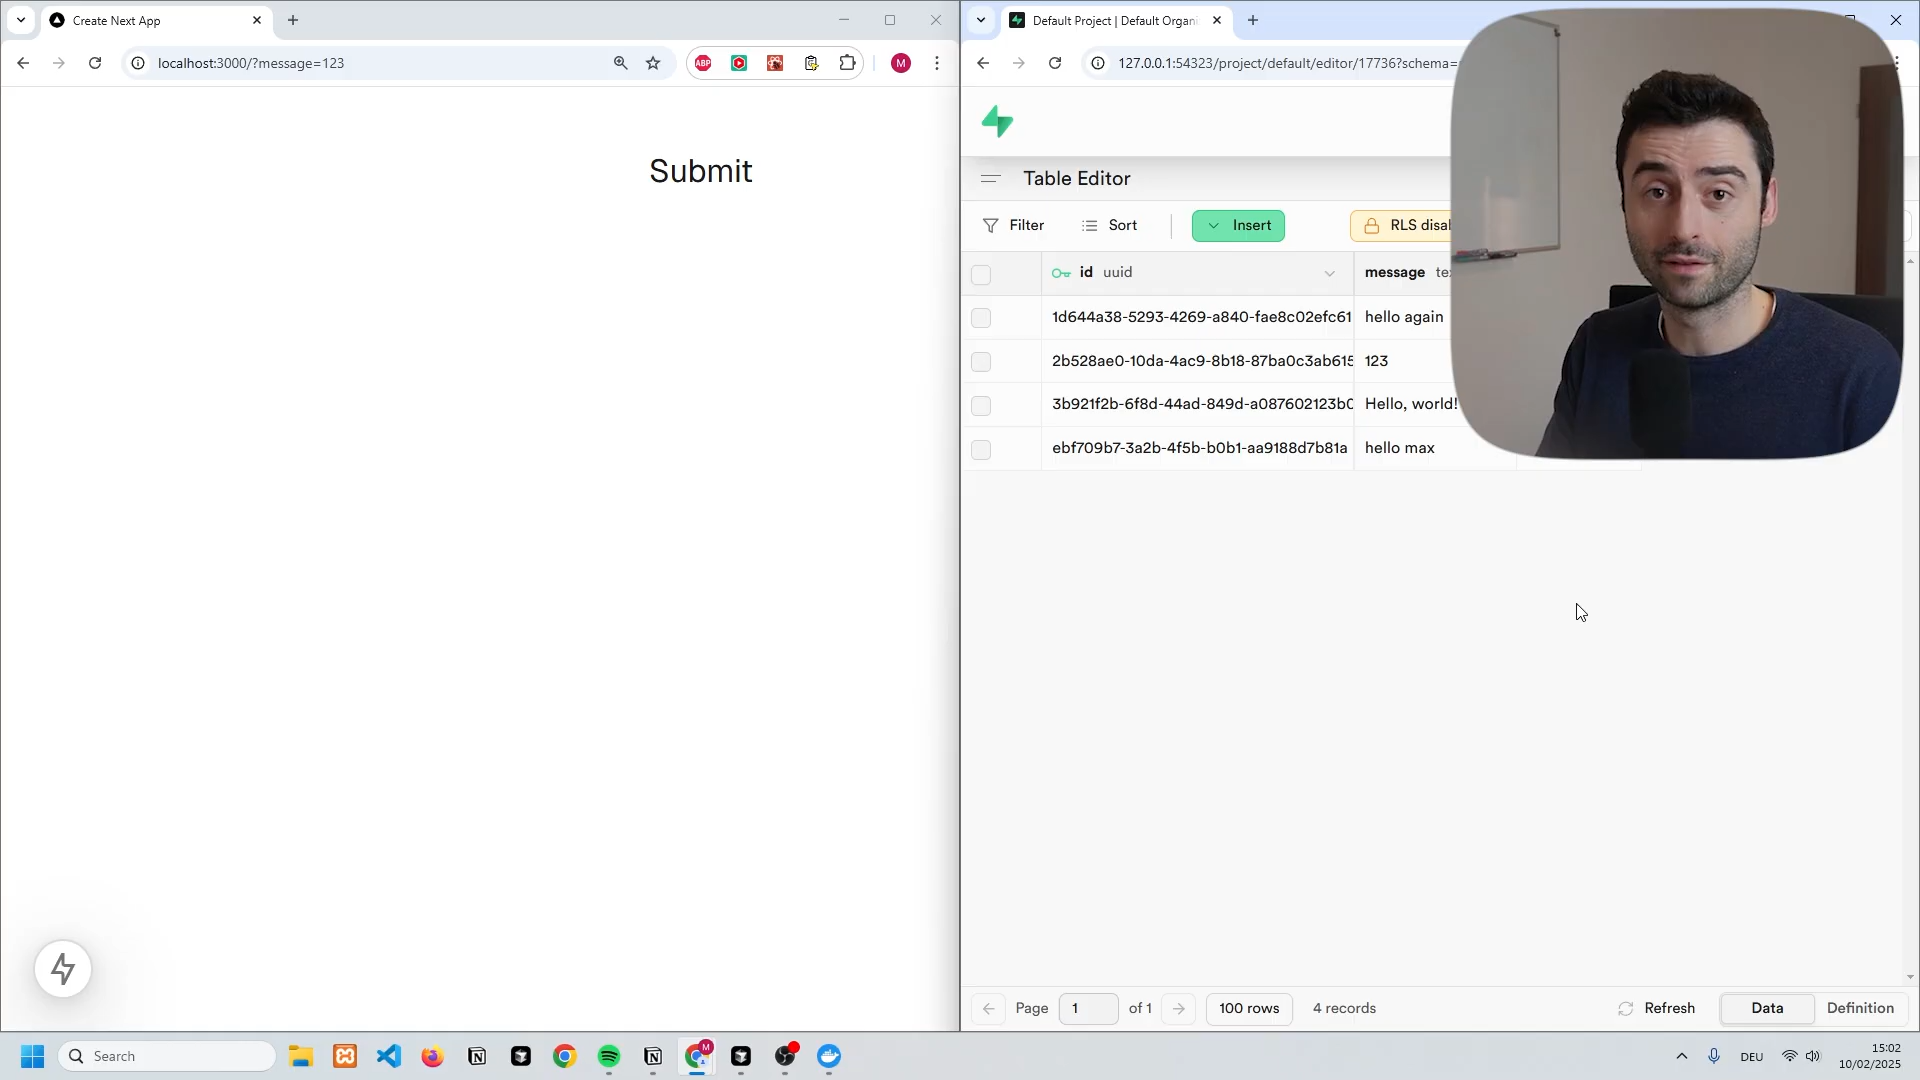 Create Next App
Default Project | Default Organi
localhost:3000/?message=123
ABP
M
127.0.0.1:54323/project/default/editor/17736?schema=
Submit
Table Editor
Filter
Sort
Insert
RLS disal
id uuid
message te
1d644a38-5293-4269-a840-fae8c02efc61
hello again
2b528ae0-10da-4ac9-8b18-87ba0c3ab615
123
3b921f2b-6f8d-44ad-849d-a087602123b0
Hello, world!
ebf709b7-3a2b-4f5b-b0b1-aa9188d7b81a
hello max
Page 1 of 1
100 rows
4 records
Refresh
Data
Definition
Search
M
DEU
15:02
10/02/2025